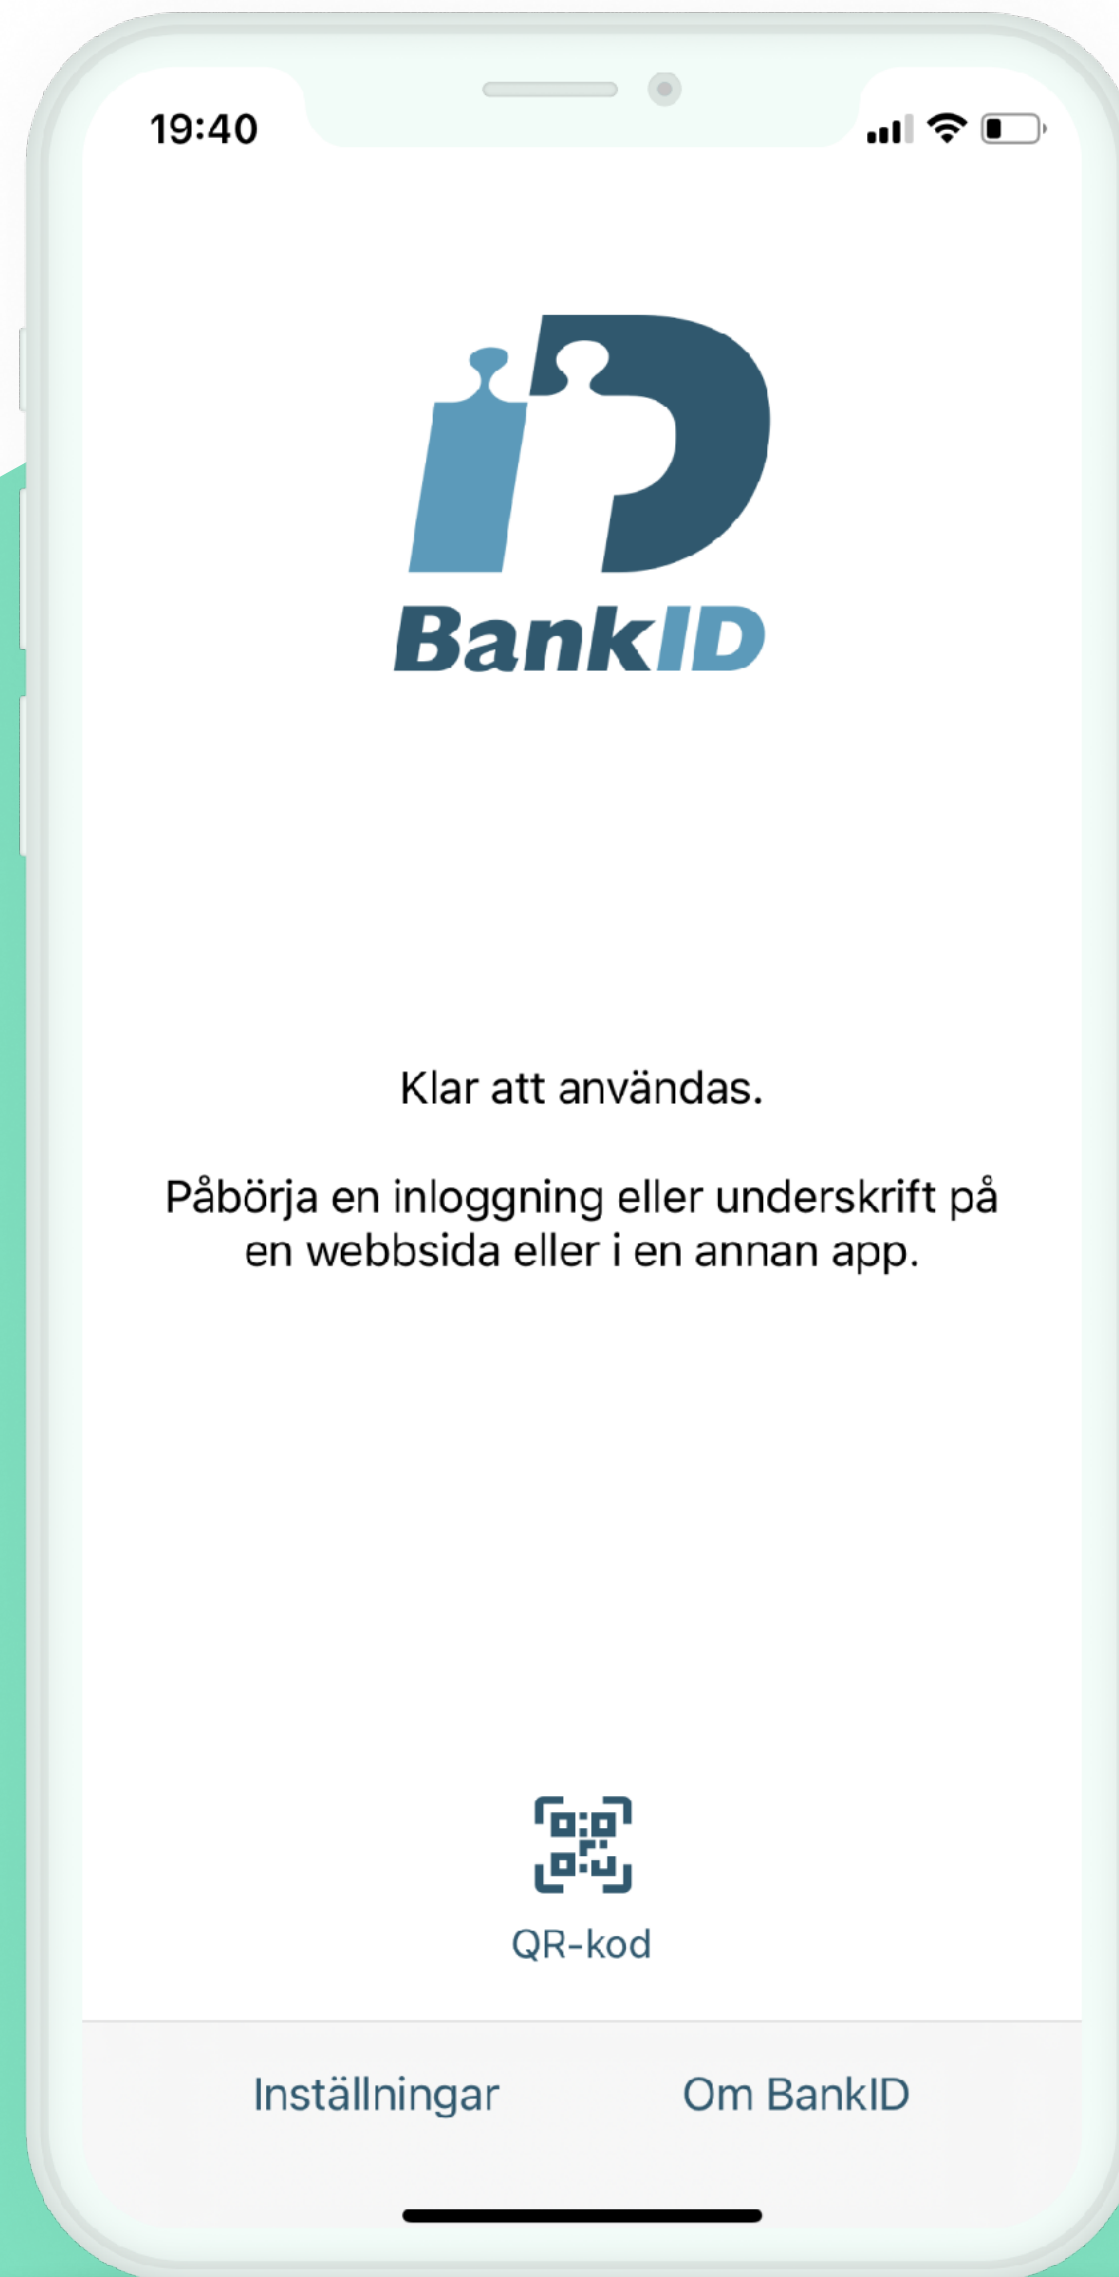 19:40
BankID
Klar att användas.
Påbörja en inloggning eller underskrift på
en webbsida eller i en annan app.
QR-kod
Inställningar
Om BankID